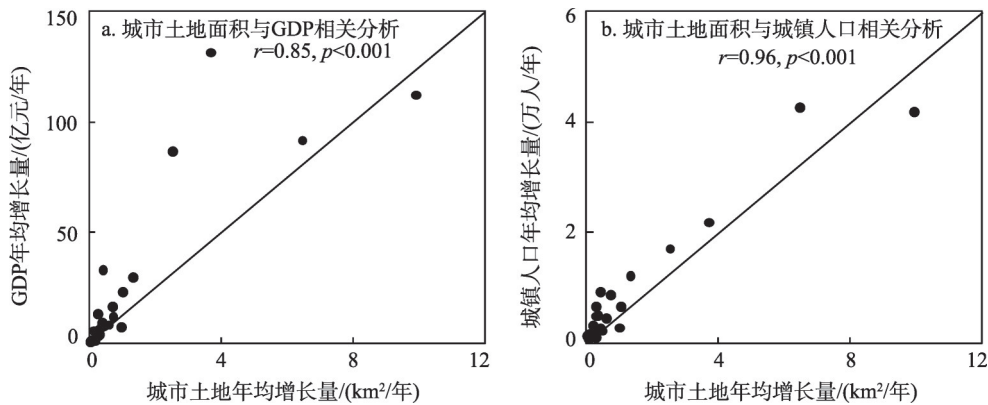 a. 城市土地面积与GDP相关分析
r=0.85, p<0.001
150
100
50
0
0
4
8
12
GDP年均增长量/(亿元/年)
城市土地年均增长量/(km²/年)
b. 城市土地面积与城镇人口相关分析
r=0.96, p<0.001
6
4
2
0
0
4
8
12
城镇人口年均增长量/(万人/年)
城市土地年均增长量/(km²/年)